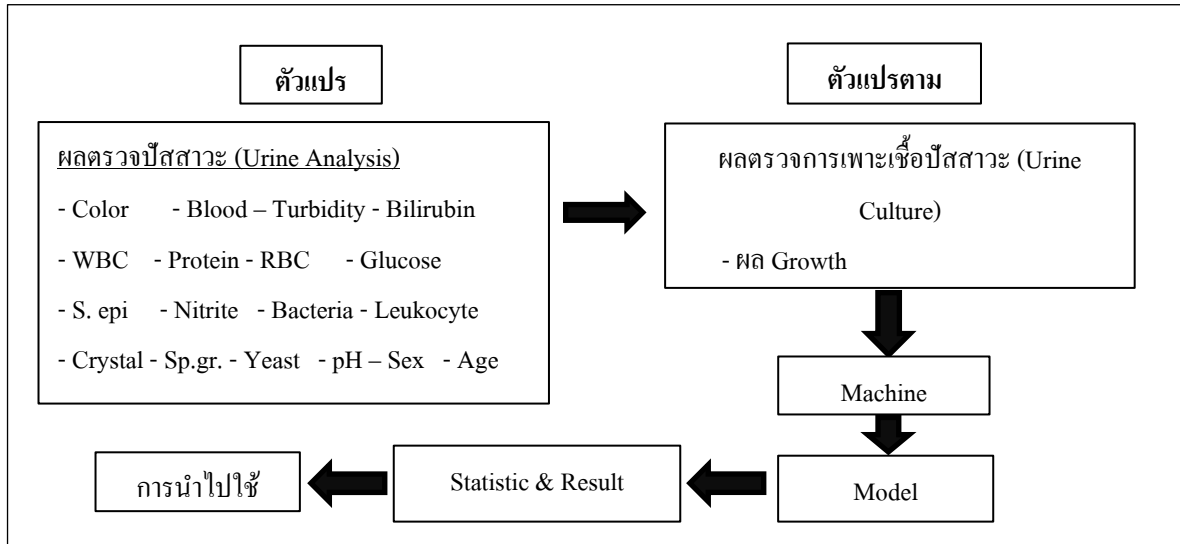 ตัวแปร
ผลตรวจปัสสาวะ (Urine Analysis)
- Color - Blood – Turbidity - Bilirubin
- WBC - Protein - RBC - Glucose
- S. epi - Nitrite - Bacteria - Leukocyte
- Crystal - Sp.gr. - Yeast - pH – Sex - Age
ตัวแปรตาม
ผลตรวจการเพาะเชื้อปัสสาวะ (Urine
Culture)
- ผล Growth
Machine
Model
Statistic & Result
การนำไปใช้